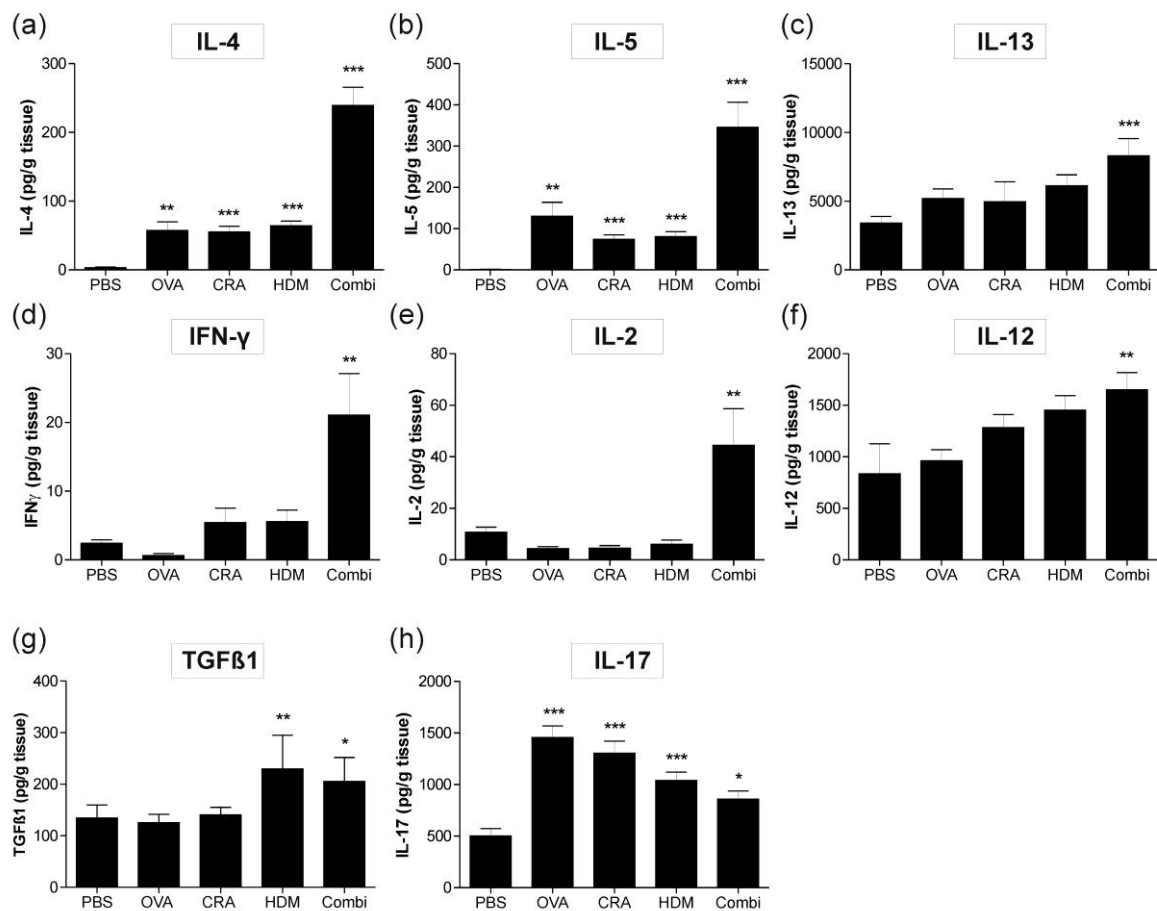 (a)
IL-4
IL-4 (pg/g tissue)
300
200
100
0
**
***
***
***
PBS OVA CRA HDM Combi
(b)
IL-5
IL-5 (pg/g tissue)
500
400
300
200
100
0
**
***
***
***
PBS OVA CRA HDM Combi
(c)
IL-13
IL-13 (pg/g tissue)
15000
10000
5000
0
***
PBS OVA CRA HDM Combi
(d)
IFN-γ
IFNγ (pg/g tissue)
30
20
10
0
**
PBS OVA CRA HDM Combi
(e)
IL-2
IL-2 (pg/g tissue)
80
60
40
20
0
**
PBS OVA CRA HDM Combi
(f)
IL-12
IL-12 (pg/g tissue)
2000
1500
1000
500
0
**
PBS OVA CRA HDM Combi
(g)
TGFß1
TGFß1 (pg/g tissue)
400
300
200
100
0
**
*
PBS OVA CRA HDM Combi
(h)
IL-17
IL-17 (pg/g tissue)
2000
1500
1000
500
0
***
***
***
*
PBS OVA CRA HDM Combi